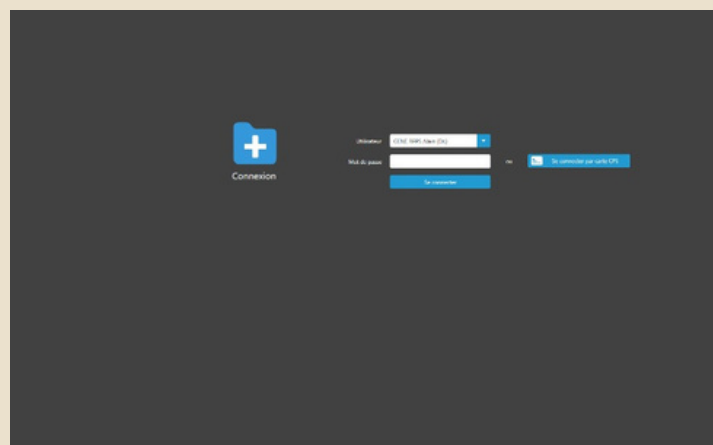 Utilisateur
Mot de passe
ou
Se connecter par carte CPS
Connexion
Se connecter